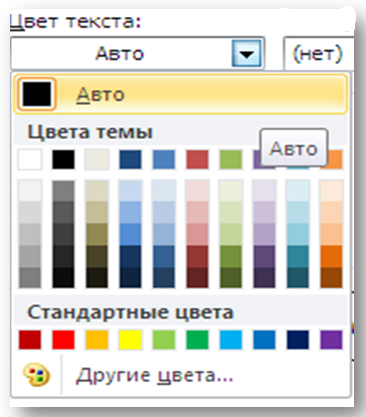 Цвет текста:
Авто (нет)
Авто
Цвета темы
Авто
Стандартные цвета
Другие цвета...